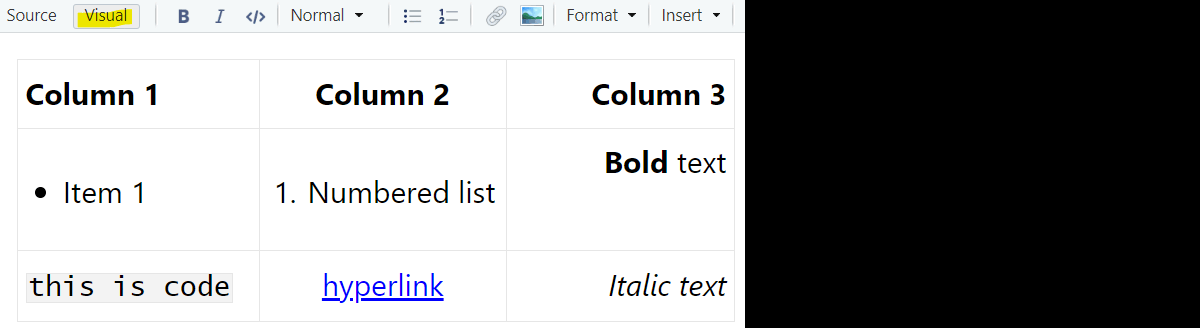 Source Visual B I </> Normal Format Insert
Column 1 Column 2 Column 3
Bold text
• Item 1 1. Numbered list
this is code hyperlink Italic text